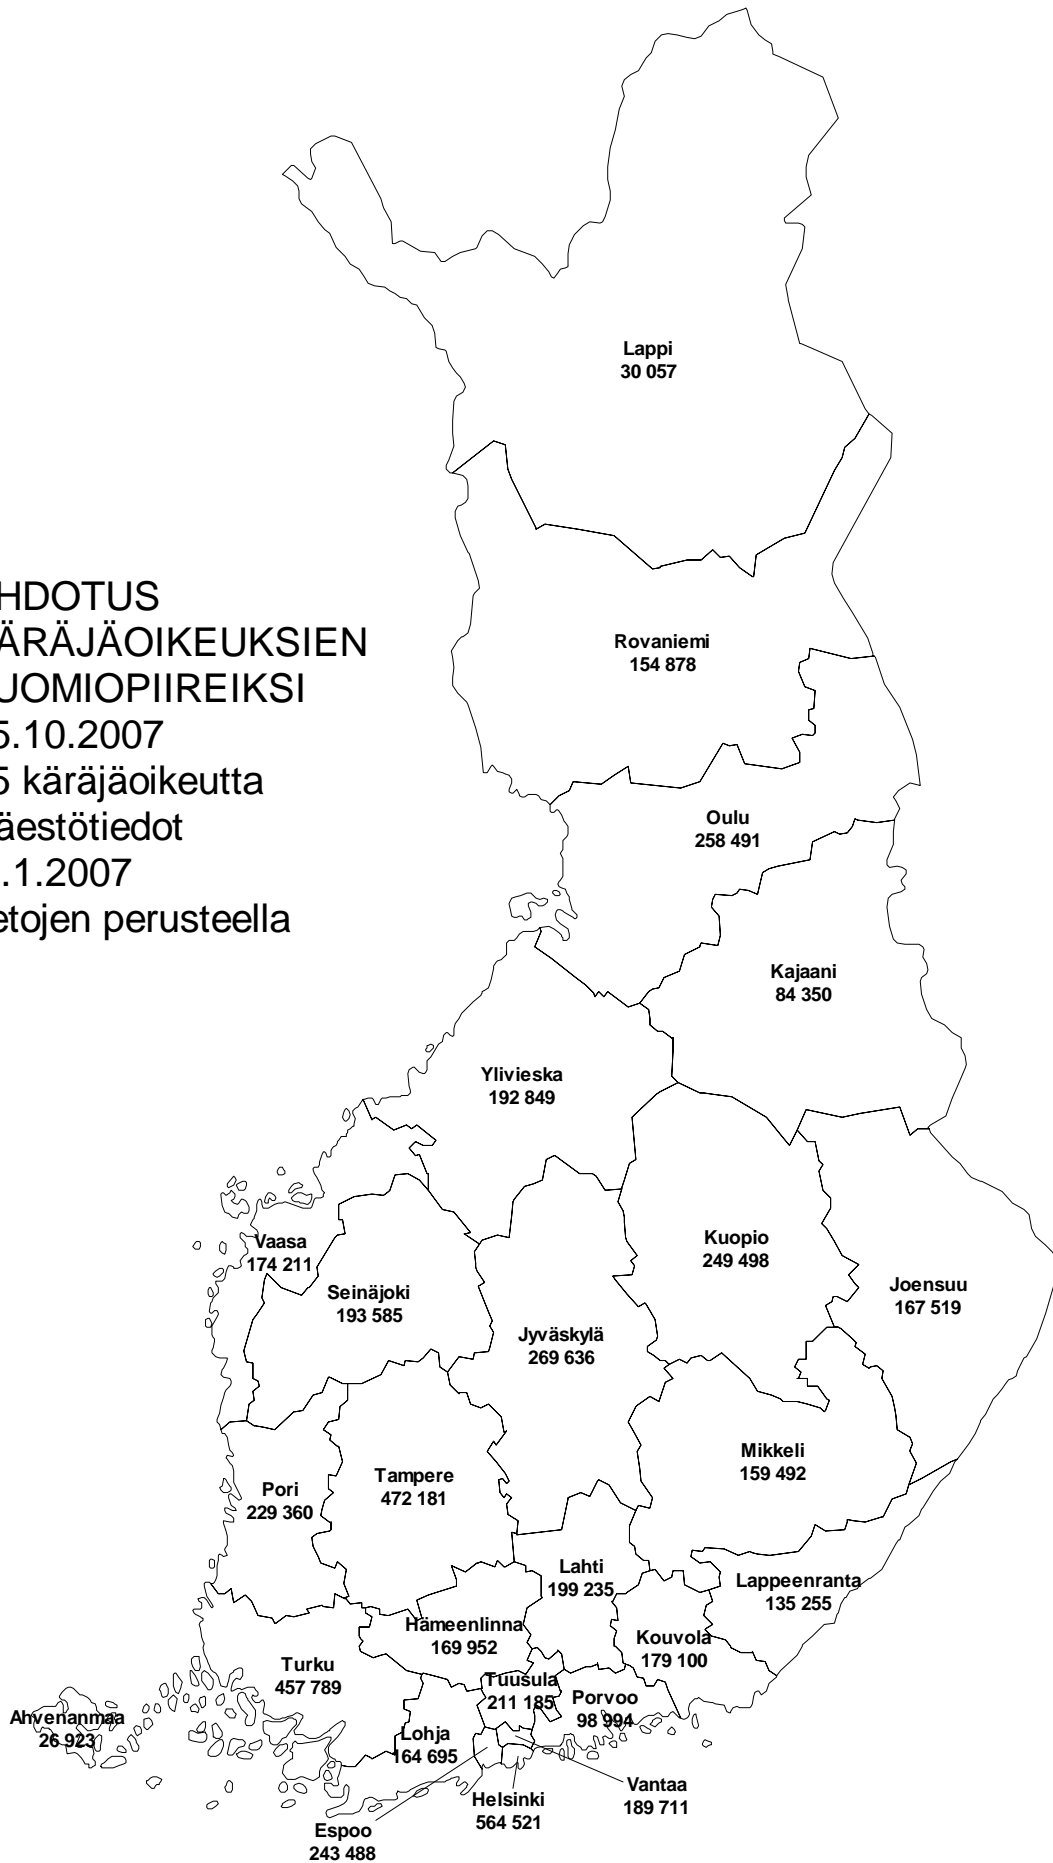 Lappi
30 057
HDOTUS
ÄRÄJÄOIKEUKSIEN
UOMIOPIIREIKSI
5.10.2007
5 käräjäoikeutta
äestötiedot
.1.2007
etojen perusteella
Rovaniemi
154 878
Oulu
258 491
Kajaani
84 350
Ylivieska
192 849
Vaasa
174 211
Seinäjoki
193 585
Kuopio
249 498
Joensuu
167 519
Jyväskylä
269 636
Mikkeli
159 492
Tampere
472 181
Pori
229 360
Lahti
199 235
Lappeenranta
135 255
Hämeenlinna
169 952
Kouvola
179 100
Turku
457 789
Tuusula
211 185
Porvoo
98 994
Ahvenanmaa
26 923
Lohja
164 695
Vantaa
189 711
Helsinki
564 521
Espoo
243 488